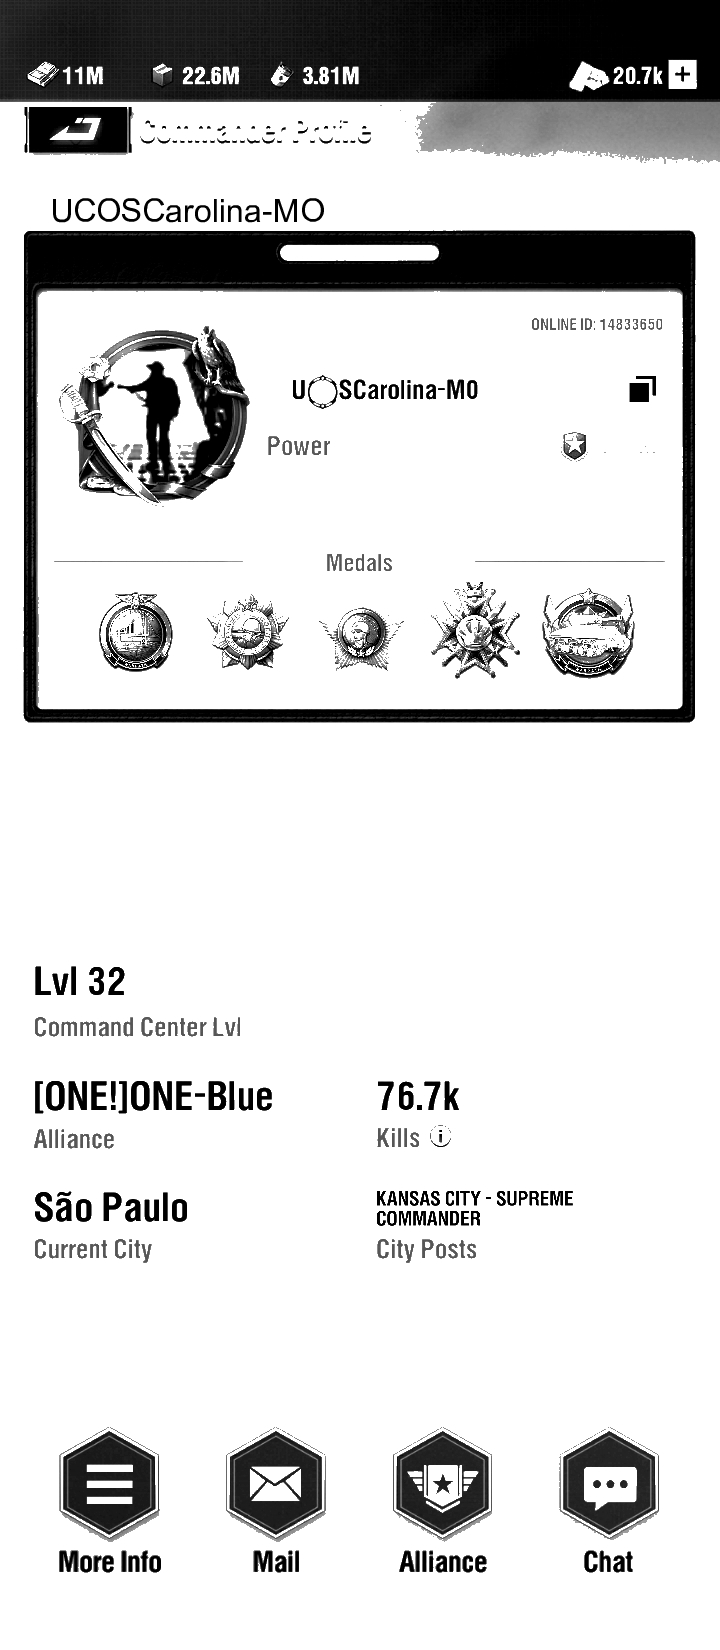 11M 22.6M 3.81M 20.7k +
Commander Profile
UCOSCarolina-MO
ONLINE ID: 14833650
U◯SCarolina-MO
Power
Medals
Lvl 32
Command Center Lvl
[ONE!]ONE-Blue
Alliance
76.7k
Kills i
São Paulo
Current City
KANSAS CITY - SUPREME
COMMANDER
City Posts
More Info
Mail
Alliance
Chat